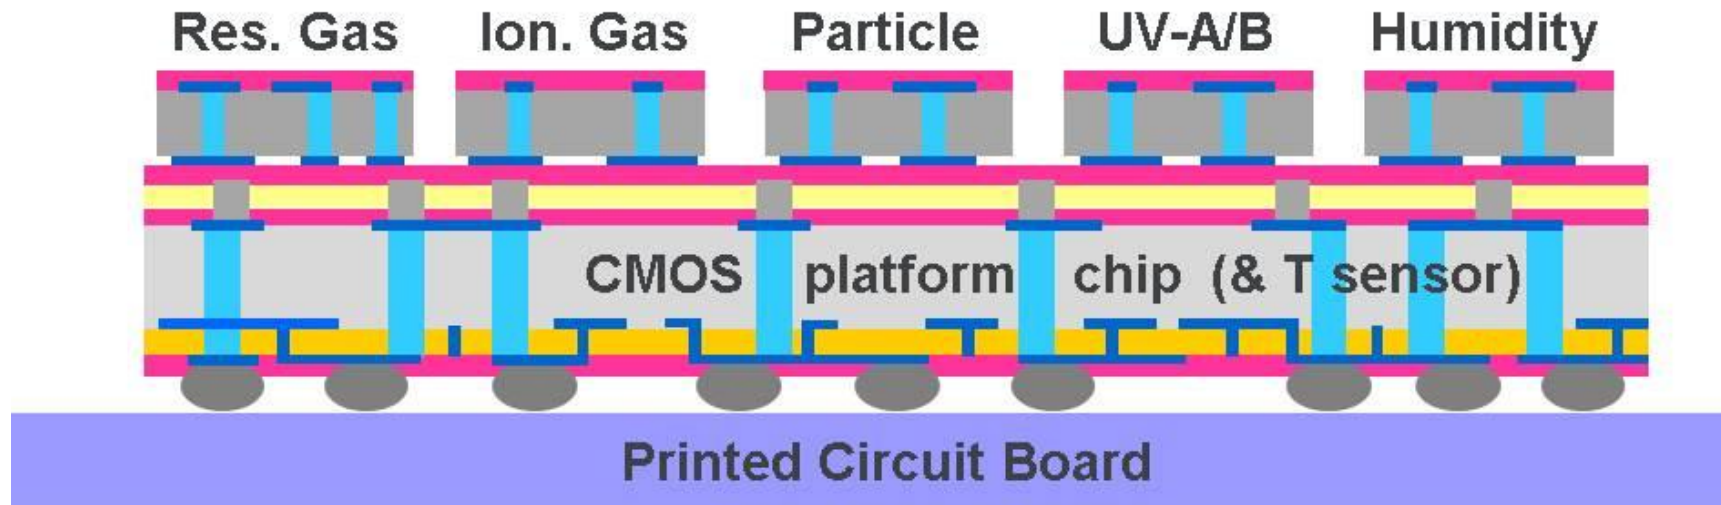 Res. Gas Ion. Gas Particle UV-A/B Humidity
CMOS platform chip (& T sensor)
Printed Circuit Board